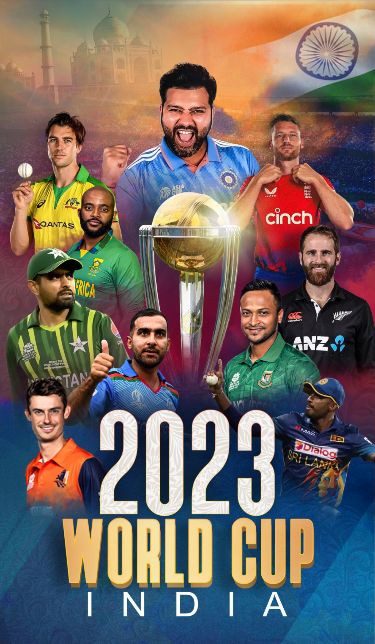 QANTAS
cinch
AFRICA
ANZ
Dialog
SRI LANKA
2023
WORLD CUP
INDIA